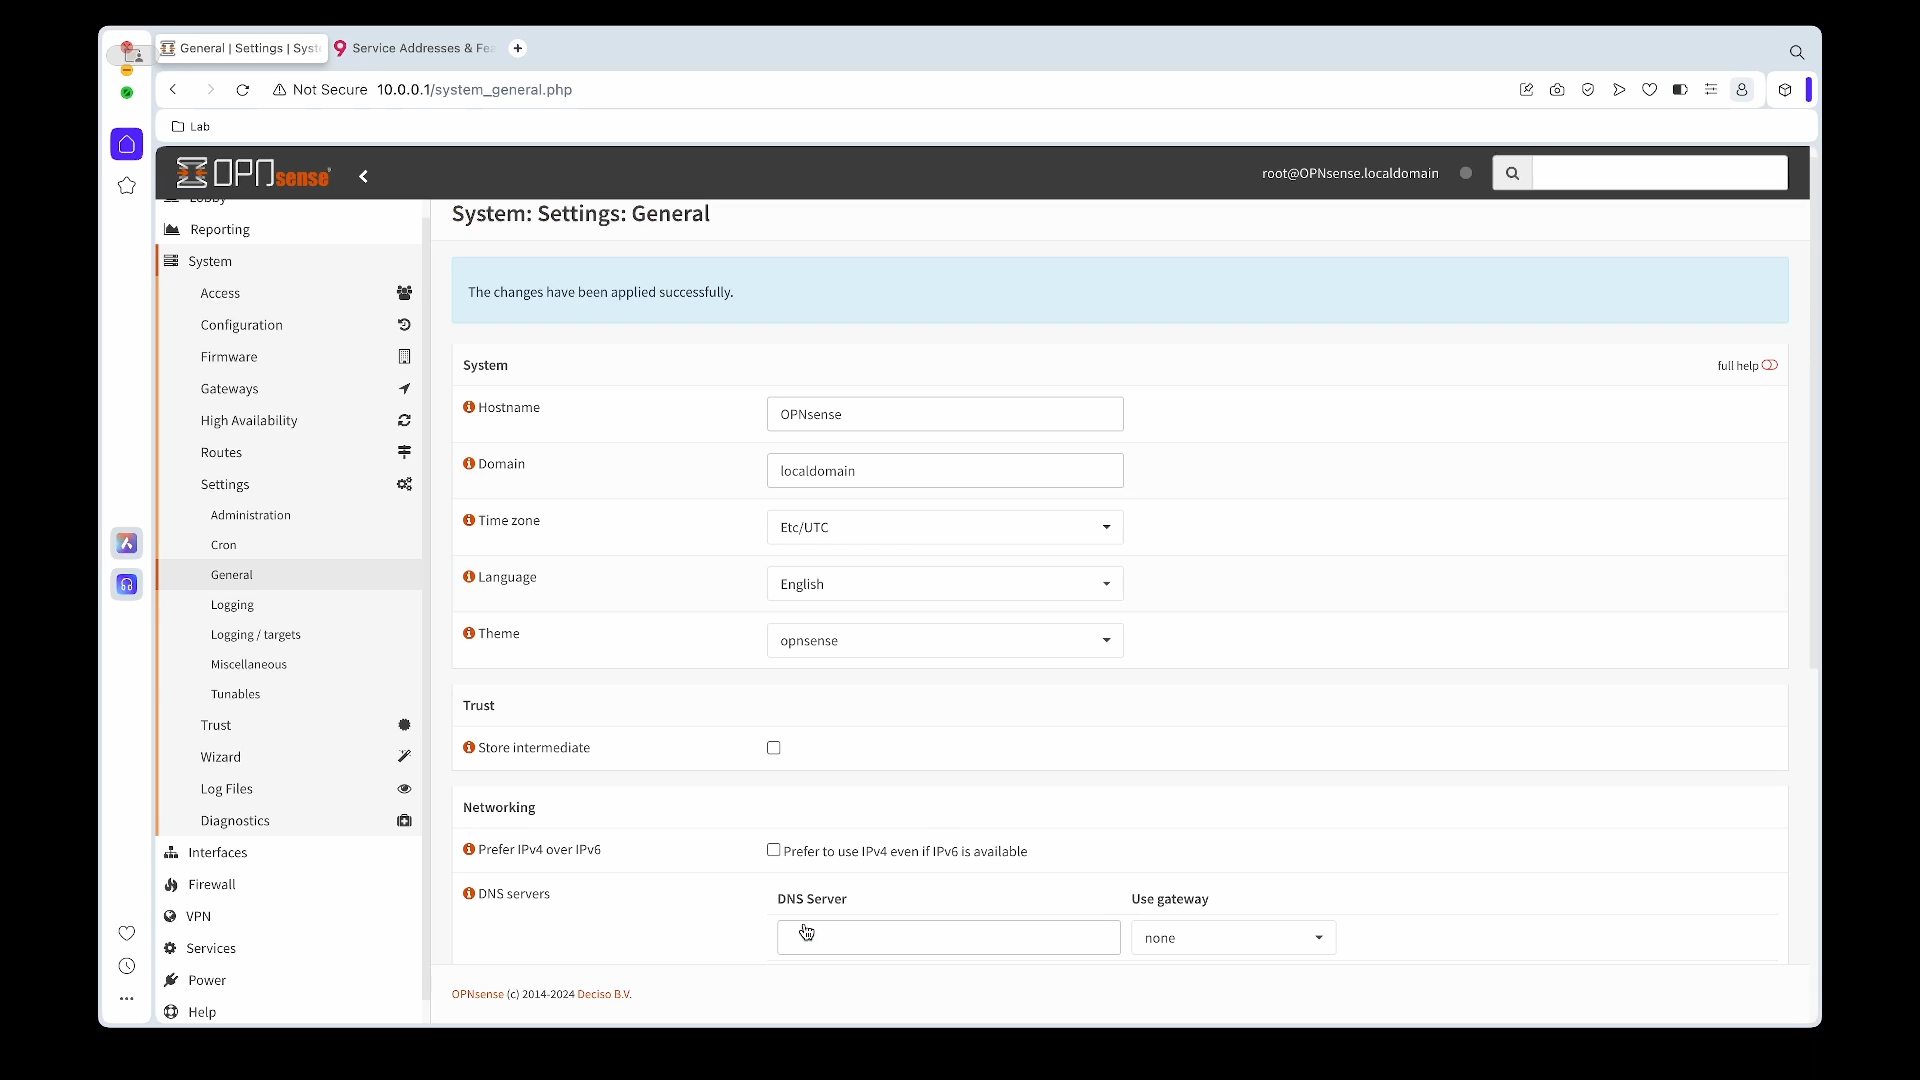 General | Settings | Syst
Service Addresses & Fea
Not Secure 10.0.0.1/system_general.php
Lab
OPNsense
root@OPNsense.localdomain
Lobby
System: Settings: General
Reporting
System
Access
Configuration
Firmware
Gateways
High Availability
Routes
Settings
Administration
Cron
General
Logging
Logging / targets
Miscellaneous
Tunables
Trust
Wizard
Log Files
Diagnostics
Interfaces
Firewall
VPN
Services
Power
Help
The changes have been applied successfully.
System
full help
Hostname
OPNsense
Domain
localdomain
Time zone
Etc/UTC
Language
English
Theme
opnsense
Trust
Store intermediate
Networking
Prefer IPv4 over IPv6
Prefer to use IPv4 even if IPv6 is available
DNS servers
DNS Server
Use gateway
none
OPNsense (c) 2014-2024 Deciso B.V.